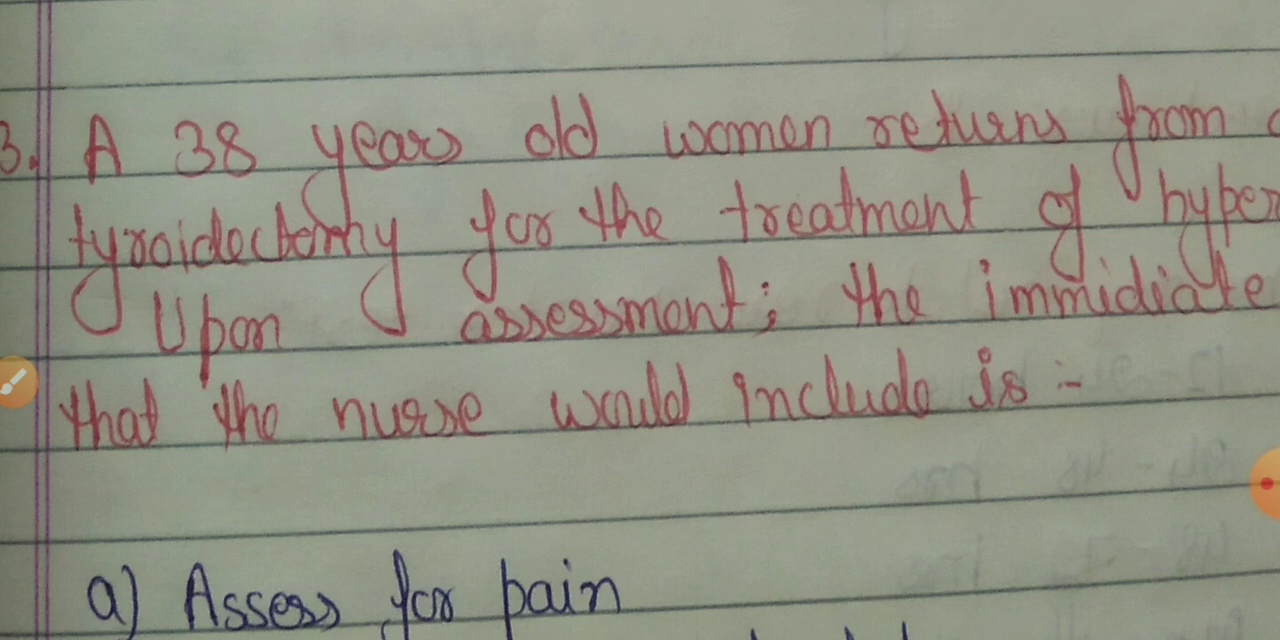 3. A 38 years old women returns from
tyroidectomy for the treatment of hyper
Upon assessment; the immidiate
that the nurse would include is :-
a) Assess for pain